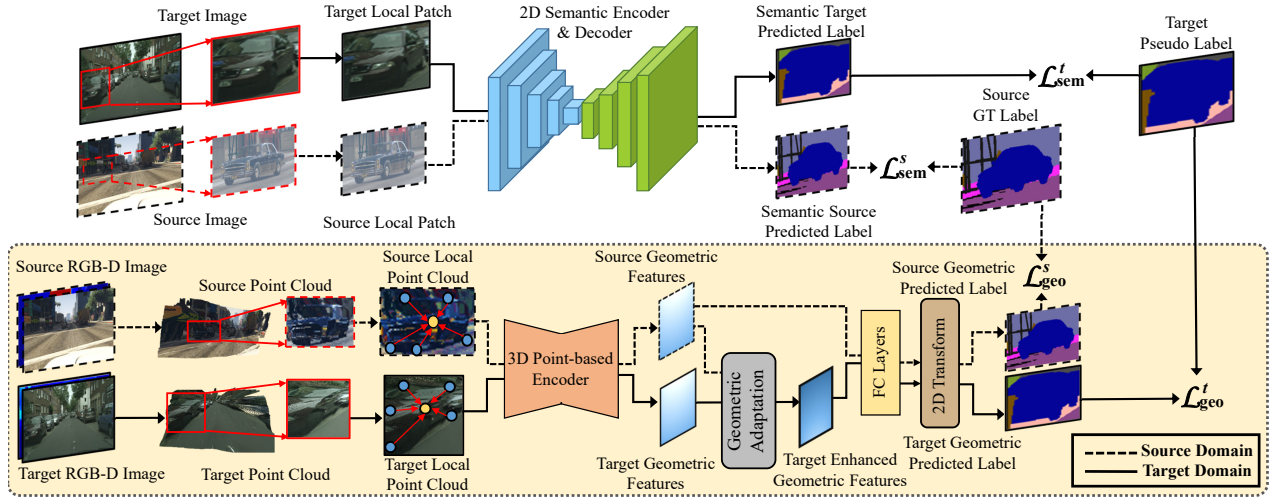 Target Image
Target Local Patch
2D Semantic Encoder
& Decoder
Semantic Target
Predicted Label
Target
Pseudo Label
ℒᵗsem
Source
GT Label
ℒˢsem
Source Image
Source Local Patch
Semantic Source
Predicted Label
Source RGB-D Image
Source Point Cloud
Source Local
Point Cloud
Source Geometric
Features
Source Geometric
Predicted Label
ℒˢgeo
3D Point-based
Encoder
Geometric
Adaptation
FC Layers
2D Transform
ℒᵗgeo
Target RGB-D Image
Target Point Cloud
Target Local
Point Cloud
Target Geometric
Features
Target Enhanced
Geometric Features
Target Geometric
Predicted Label
Source Domain
Target Domain